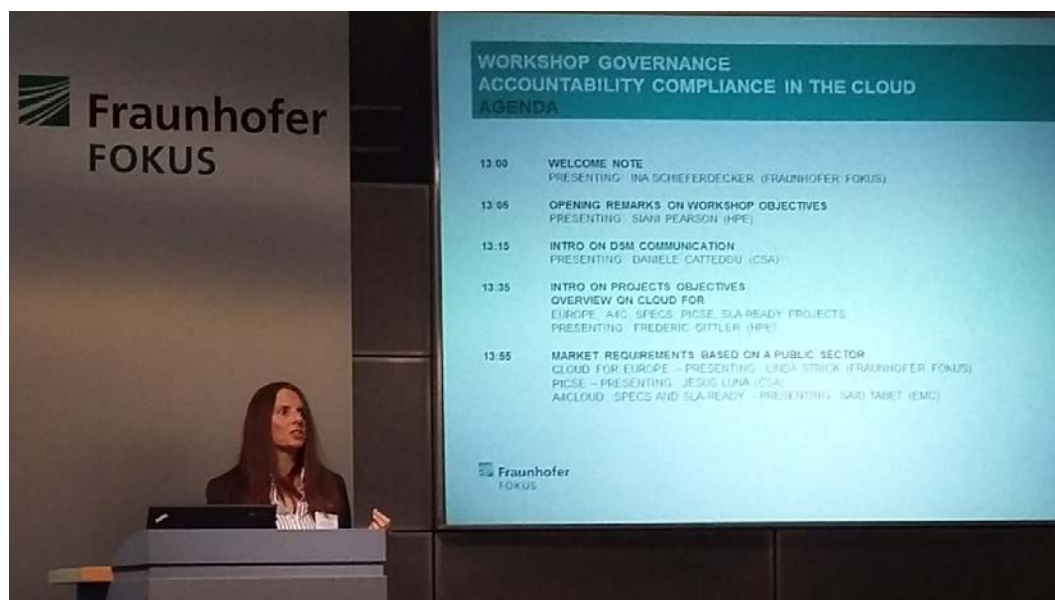 Fraunhofer
FOKUS
WORKSHOP GOVERNANCE
ACCOUNTABILITY COMPLIANCE IN THE CLOUD
AGENDA
13:00 WELCOME NOTE
PRESENTING: INA SCHIEFERDECKER (FRAUNHOFER FOKUS)
13:05 OPENING REMARKS ON WORKSHOP OBJECTIVES
PRESENTING: SIANI PEARSON (HPE)
13:15 INTRO ON DSM COMMUNICATION
PRESENTING: DANIELE CATTEDDU (CSA)
13:35 INTRO ON PROJECTS OBJECTIVES
OVERVIEW ON CLOUD FOR
EUROPE, A4C, SPECS, PICSE, SLA-READY PROJECTS
PRESENTING: FREDERIC GITTLER (HPE)
13:55 MARKET REQUIREMENTS BASED ON A PUBLIC SECTOR
CLOUD FOR EUROPE – PRESENTING: LINDA STRICK (FRAUNHOFER FOKUS)
PICSE – PRESENTING: JESUS LUNA (CSA)
A4CLOUD, SPECS AND SLA-READY – PRESENTING: SAID TABET (EMC)
Fraunhofer
FOKUS